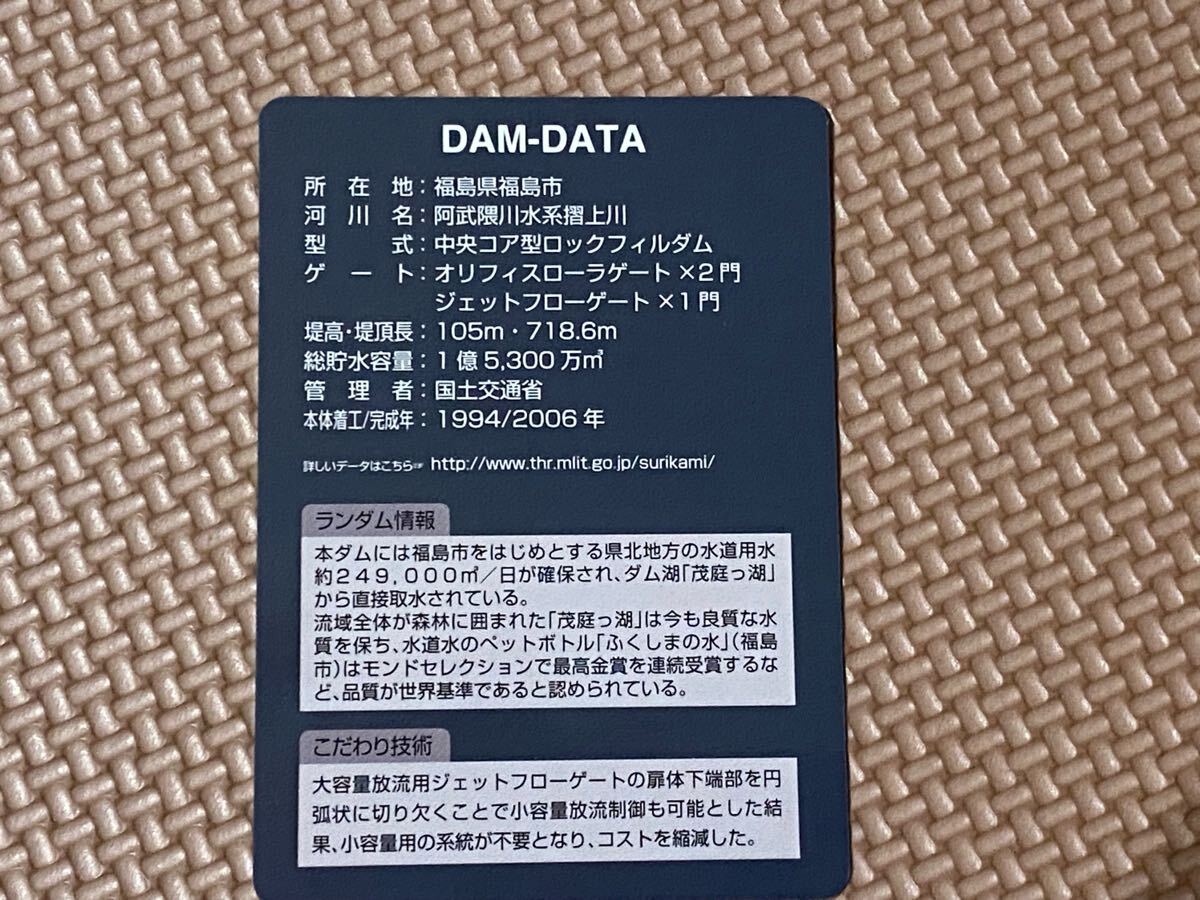 DAM-DATA
所在地：福島県福島市
河川名：阿武隈川水系摺上川
型式：中央コア型ロックフィルダム
ゲート：オリフィスローラゲート×2門
ジェットフローゲート×1門
堤高・堤頂長：105m・718.6m
総貯水容量：1億5,300万㎥
管理者：国土交通省
本体着工/完成年：1994/2006年
詳しいデータはこちら☞ http://www.thr.mlit.go.jp/surikami/
ランダム情報
本ダムには福島市をはじめとする県北地方の水道用水
約249,000㎥／日が確保され、ダム湖「茂庭っ湖」
から直接取水されている。
流域全体が森林に囲まれた「茂庭っ湖」は今も良質な水
質を保ち、水道水のペットボトル「ふくしまの水」（福島
市）はモンドセレクションで最高金賞を連続受賞するな
ど、品質が世界基準であると認められている。
こだわり技術
大容量放流用ジェットフローゲートの扉体下端部を円
弧状に切り欠くことで小容量放流制御も可能とした結
果、小容量用の系統が不要となり、コストを縮減した。